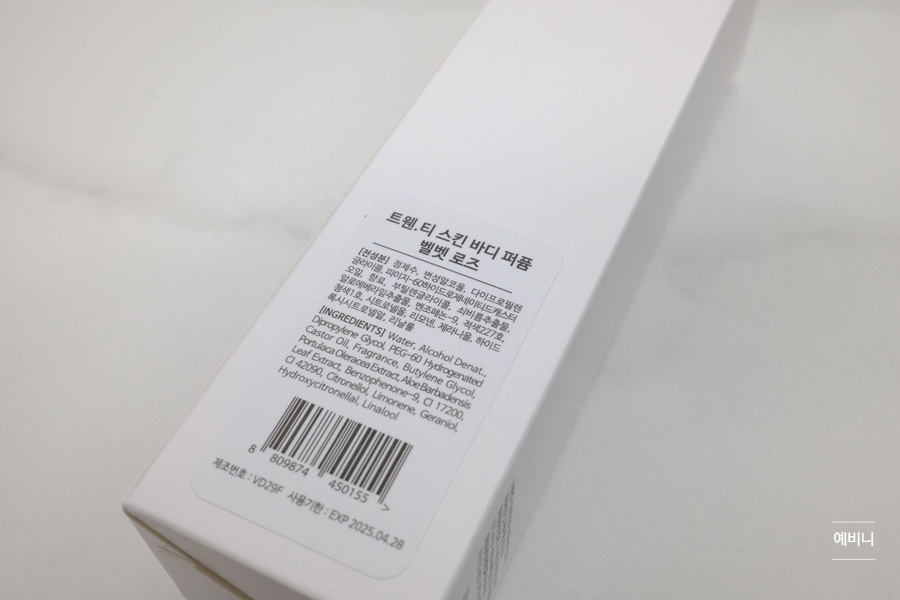 트웬.티 스킨 바디 퍼퓸
벨벳 로즈
[전성분] 정제수, 변성알코올, 다이프로필렌
글라이콜, 피이지-60하이드로제네이티드캐스터
오일, 향료, 부틸렌글라이콜, 쇠비름추출물,
알로에베라잎추출물, 벤조페논-9, 적색227호,
청색1호, 시트로넬올, 리모넨, 제라니올, 하이드
록시시트로넬알, 리날룰
[INGREDIENTS] Water, Alcohol Denat.,
Dipropylene Glycol, PEG-60 Hydrogenated
Castor Oil, Fragrance, Butylene Glycol,
Portulaca Oleracea Extract, Aloe Barbadensis
Leaf Extract, Benzophenone-9, CI 17200,
CI 42090, Citronellol, Limonene, Geraniol,
Hydroxycitronellal, Linalool
8 809874 450155 >
제조번호 : VD29F 사용기한 : EXP 2025.04.28
예비니